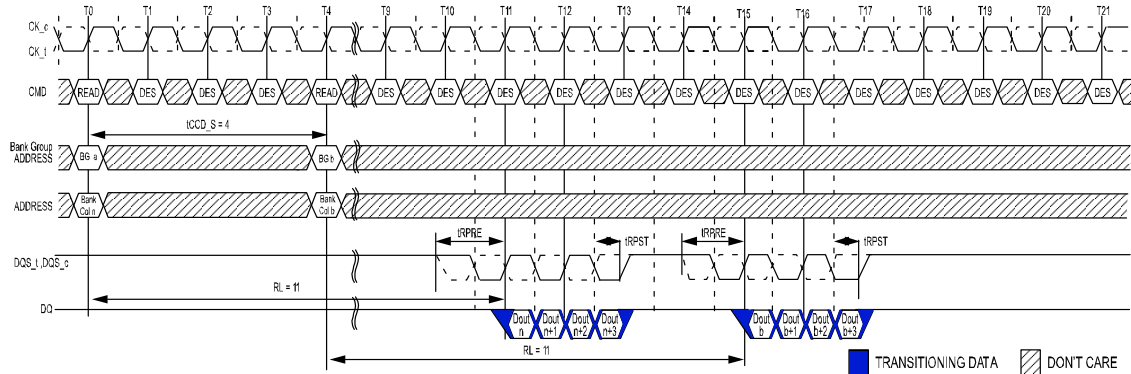 T0 T1 T2 T3 T4 T9 T10 T11 T12 T13 T14 T15 T16 T17 T18 T19 T20 T21
CK_c
CK_t
CMD READ DES DES DES READ DES DES DES DES DES DES DES DES DES DES DES DES DES
tCCD_S = 4
Bank Group
ADDRESS BG a BG b
ADDRESS Bank Col n Bank Col b
tRPRE tRPST tRPRE tRPST
DQS_t ,DQS_c
RL = 11
DQ
Dout n Dout n+1 Dout n+2 Dout n+3 Dout b Dout b+1 Dout b+2 Dout b+3
RL = 11
TRANSITIONING DATA DON'T CARE